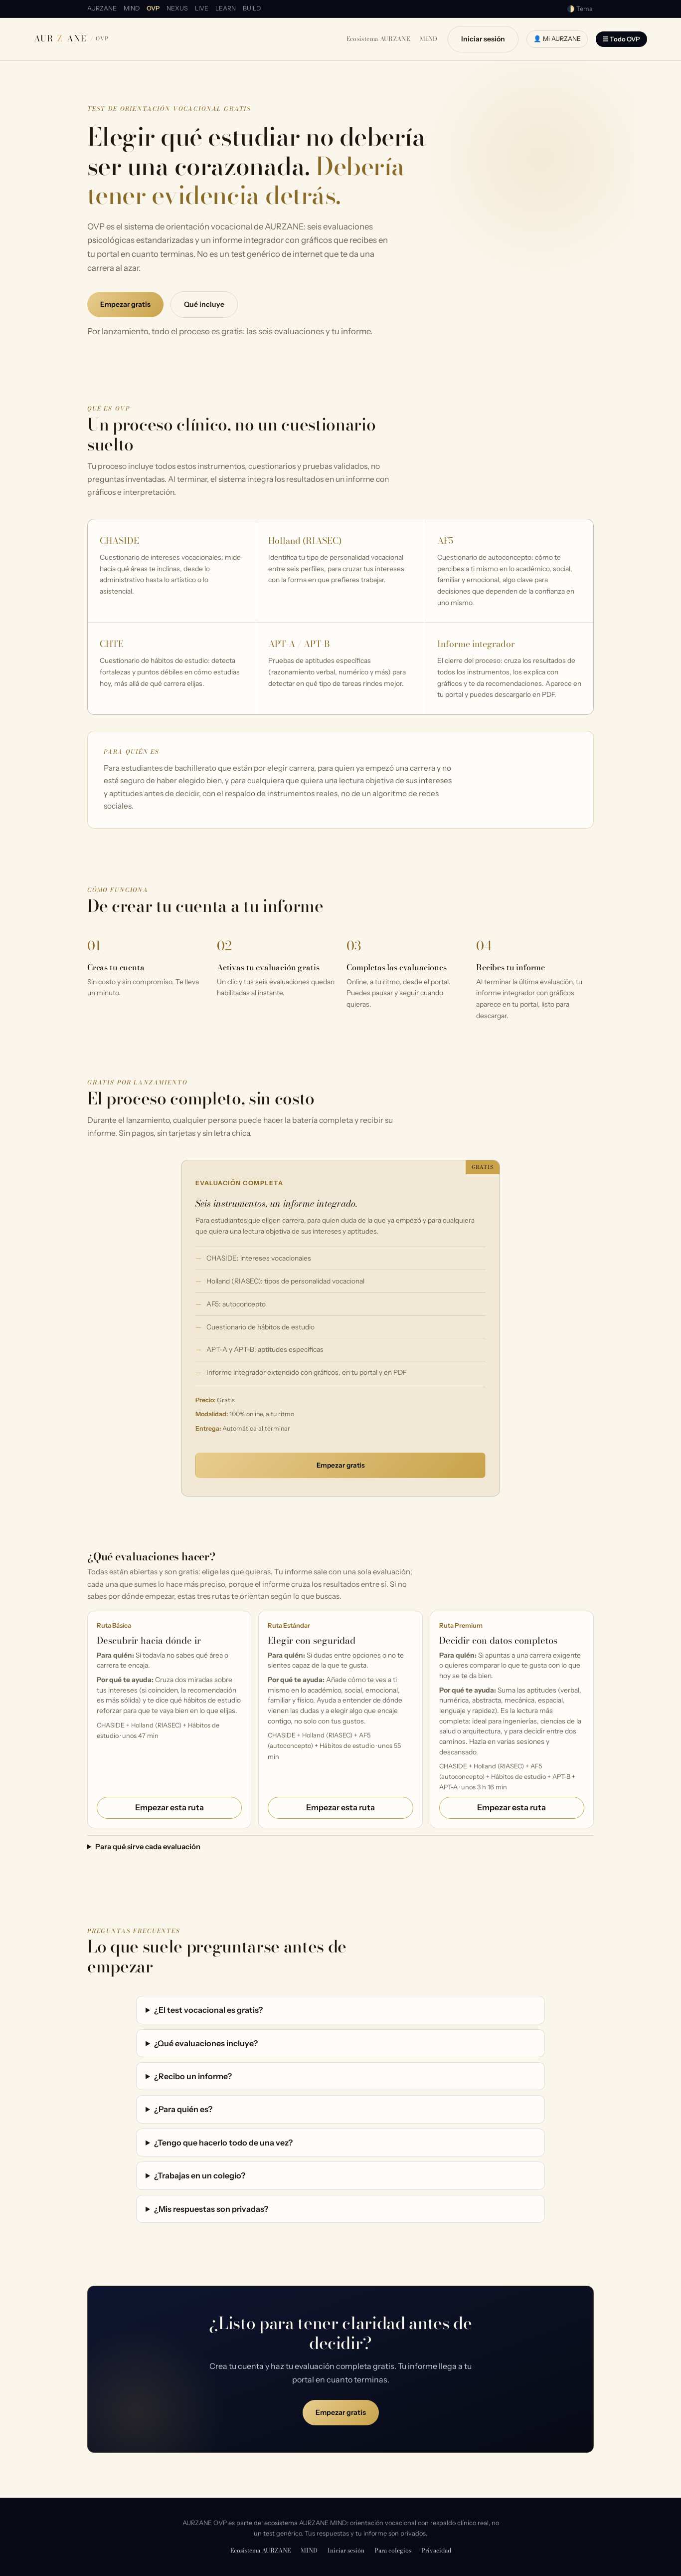 AURZANE MIND OVP NEXUS LIVE LEARN BUILD
Tema
AURZANE / OVP
Ecosistema AURZANE MIND Iniciar sesión Mi AURZANE ☰ Todo OVP
TEST DE ORIENTACIÓN VOCACIONAL GRATIS
Elegir qué estudiar no debería
ser una corazonada. Debería
tener evidencia detrás.
OVP es el sistema de orientación vocacional de AURZANE: seis evaluaciones
psicológicas estandarizadas y un informe integrador con gráficos que recibes en
tu portal en cuanto terminas. No es un test genérico de internet que te da una
carrera al azar.
Empezar gratis
Qué incluye
Por lanzamiento, todo el proceso es gratis: las seis evaluaciones y tu informe.
QUÉ ES OVP
Un proceso clínico, no un cuestionario
suelto
Tu proceso incluye todos estos instrumentos, cuestionarios y pruebas validados, no
preguntas inventadas. Al terminar, el sistema integra los resultados en un informe con
gráficos e interpretación.
CHASIDE
Cuestionario de intereses vocacionales: mide
hacia qué áreas te inclinas, desde lo
administrativo hasta lo artístico o lo
asistencial.
Holland (RIASEC)
Identifica tu tipo de personalidad vocacional
entre seis perfiles, para cruzar tus intereses
con la forma en que prefieres trabajar.
AF5
Cuestionario de autoconcepto: cómo te
percibes a ti mismo en lo académico, social,
familiar y emocional, algo clave para
decisiones que dependen de la confianza en
uno mismo.
CHTE
Cuestionario de hábitos de estudio: detecta
fortalezas y puntos débiles en cómo estudias
hoy, más allá de qué carrera elijas.
APT-A / APT-B
Pruebas de aptitudes específicas
(razonamiento verbal, numérico y más) para
detectar en qué tipo de tareas rindes mejor.
Informe integrador
El cierre del proceso: cruza los resultados de
todos los instrumentos, los explica con
gráficos y te da recomendaciones. Aparece en
tu portal y puedes descargarlo en PDF.
PARA QUIÉN ES
Para estudiantes de bachillerato que están por elegir carrera, para quien ya empezó una carrera y no
está seguro de haber elegido bien, y para cualquiera que quiera una lectura objetiva de sus intereses
y aptitudes antes de decidir, con el respaldo de instrumentos reales, no de un algoritmo de redes
sociales.
CÓMO FUNCIONA
De crear tu cuenta a tu informe
01
Creas tu cuenta
Sin costo y sin compromiso. Te lleva
un minuto.
02
Activas tu evaluación gratis
Un clic y tus seis evaluaciones quedan
habilitadas al instante.
03
Completas las evaluaciones
Online, a tu ritmo, desde el portal.
Puedes pausar y seguir cuando
quieras.
04
Recibes tu informe
Al terminar la última evaluación, tu
informe integrador con gráficos
aparece en tu portal, listo para
descargar.
GRATIS POR LANZAMIENTO
El proceso completo, sin costo
Durante el lanzamiento, cualquier persona puede hacer la batería completa y recibir su
informe. Sin pagos, sin tarjetas y sin letra chica.
GRATIS
EVALUACIÓN COMPLETA
Seis instrumentos, un informe integrado.
Para estudiantes que eligen carrera, para quien duda de la que ya empezó y para cualquiera
que quiera una lectura objetiva de sus intereses y aptitudes.
— CHASIDE: intereses vocacionales
— Holland (RIASEC): tipos de personalidad vocacional
— AF5: autoconcepto
— Cuestionario de hábitos de estudio
— APT-A y APT-B: aptitudes específicas
— Informe integrador extendido con gráficos, en tu portal y en PDF
Precio: Gratis
Modalidad: 100% online, a tu ritmo
Entrega: Automática al terminar
Empezar gratis
¿Qué evaluaciones hacer?
Todas están abiertas y son gratis: elige las que quieras. Tu informe sale con una sola evaluación;
cada una que sumes lo hace más preciso, porque el informe cruza los resultados entre sí. Si no
sabes por dónde empezar, estas tres rutas te orientan según lo que buscas.
Ruta Básica
Descubrir hacia dónde ir
Para quién: Si todavía no sabes qué área o
carrera te encaja.
Por qué te ayuda: Cruza dos miradas sobre
tus intereses (si coinciden, la recomendación
es más sólida) y te dice qué hábitos de estudio
reforzar para que te vaya bien en lo que elijas.
CHASIDE + Holland (RIASEC) + Hábitos de
estudio · unos 47 min
Empezar esta ruta
Ruta Estándar
Elegir con seguridad
Para quién: Si dudas entre opciones o no te
sientes capaz de la que te gusta.
Por qué te ayuda: Añade cómo te ves a ti
mismo en lo académico, social, emocional,
familiar y físico. Ayuda a entender de dónde
vienen las dudas y a elegir algo que encaje
contigo, no solo con tus gustos.
CHASIDE + Holland (RIASEC) + AF5
(autoconcepto) + Hábitos de estudio · unos 55
min
Empezar esta ruta
Ruta Premium
Decidir con datos completos
Para quién: Si apuntas a una carrera exigente
o quieres comparar lo que te gusta con lo que
hoy se te da bien.
Por qué te ayuda: Suma las aptitudes (verbal,
numérica, abstracta, mecánica, espacial,
lenguaje y rapidez). Es la lectura más
completa: ideal para ingenierías, ciencias de la
salud o arquitectura, y para decidir entre dos
caminos. Hazla en varias sesiones y
descansado.
CHASIDE + Holland (RIASEC) + AF5
(autoconcepto) + Hábitos de estudio + APT-B +
APT-A · unos 3 h 16 min
Empezar esta ruta
Para qué sirve cada evaluación
PREGUNTAS FRECUENTES
Lo que suele preguntarse antes de
empezar
¿El test vocacional es gratis?
¿Qué evaluaciones incluye?
¿Recibo un informe?
¿Para quién es?
¿Tengo que hacerlo todo de una vez?
¿Trabajas en un colegio?
¿Mis respuestas son privadas?
¿Listo para tener claridad antes de
decidir?
Crea tu cuenta y haz tu evaluación completa gratis. Tu informe llega a tu
portal en cuanto terminas.
Empezar gratis
AURZANE OVP es parte del ecosistema AURZANE MIND: orientación vocacional con respaldo clínico real, no
un test genérico. Tus respuestas y tu informe son privados.
Ecosistema AURZANE MIND Iniciar sesión Para colegios Privacidad